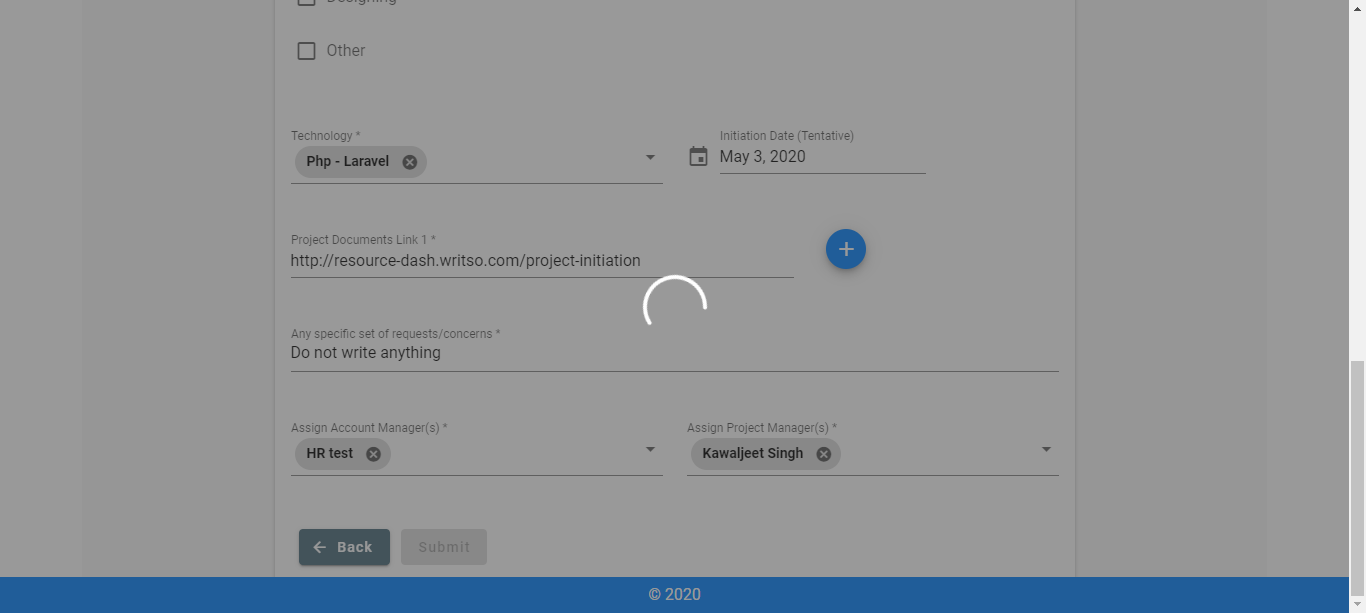 Designing
Other
Technology *
Initiation Date (Tentative)
Php - Laravel
May 3, 2020
Project Documents Link 1 *
http://resource-dash.writso.com/project-initiation
Any specific set of requests/concerns *
Do not write anything
Assign Account Manager(s) *
Assign Project Manager(s) *
HR test
Kawaljeet Singh
Back
Submit
© 2020